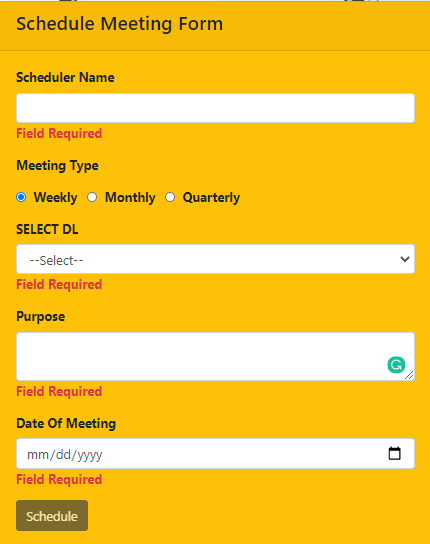 Schedule Meeting Form
Scheduler Name
Field Required
Meeting Type
Weekly Monthly Quarterly
SELECT DL
--Select--
Field Required
Purpose
Field Required
Date Of Meeting
mm/dd/yyyy
Field Required
Schedule